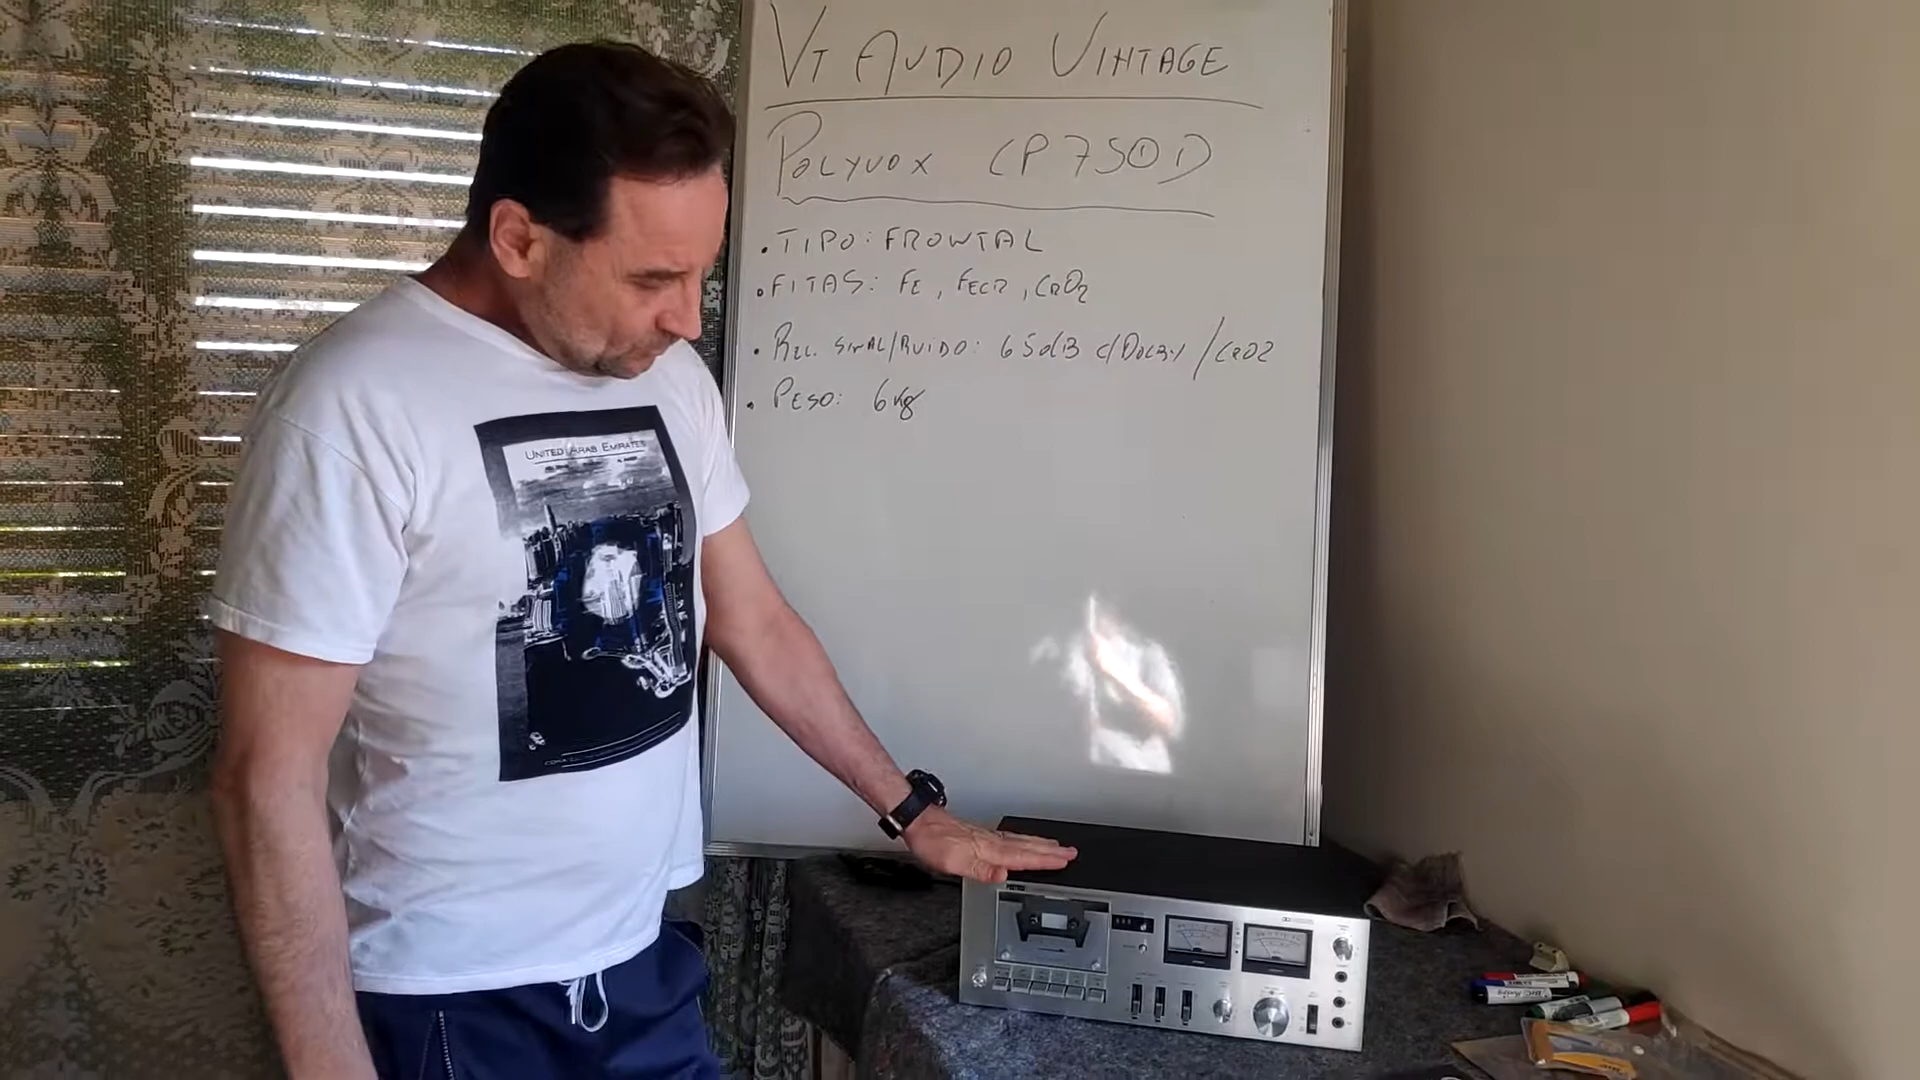 VT AUDIO VINTAGE
POLYVOX CP750D
• TIPO: FRONTAL
• FITAS: FE, FECR, CRO2
• REL. SINAL/RUIDO: 65dB c/DOLBY / CRO2
• PESO: 6Kg
UNITED ARAB EMIRATES